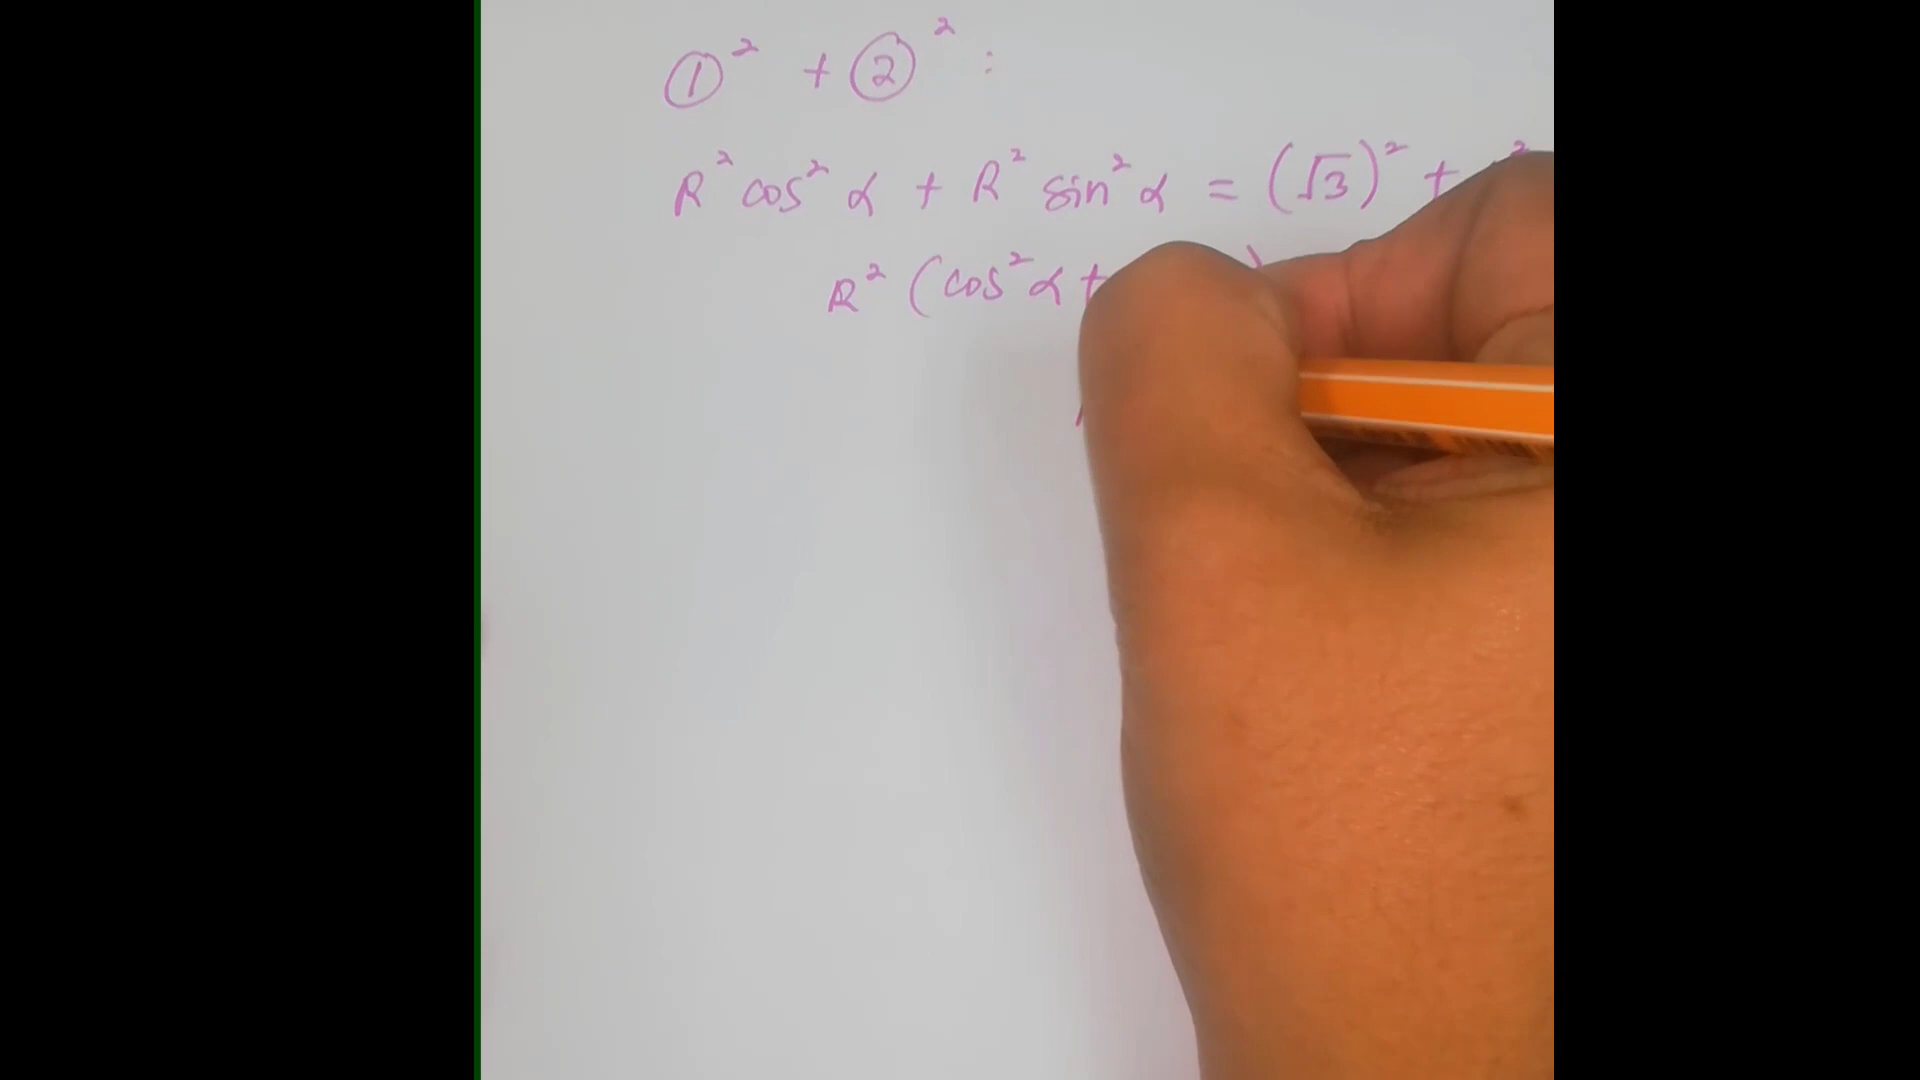 ①² + ②² :
R² cos² α + R² sin² α = (√3)² +
R² (cos² α +